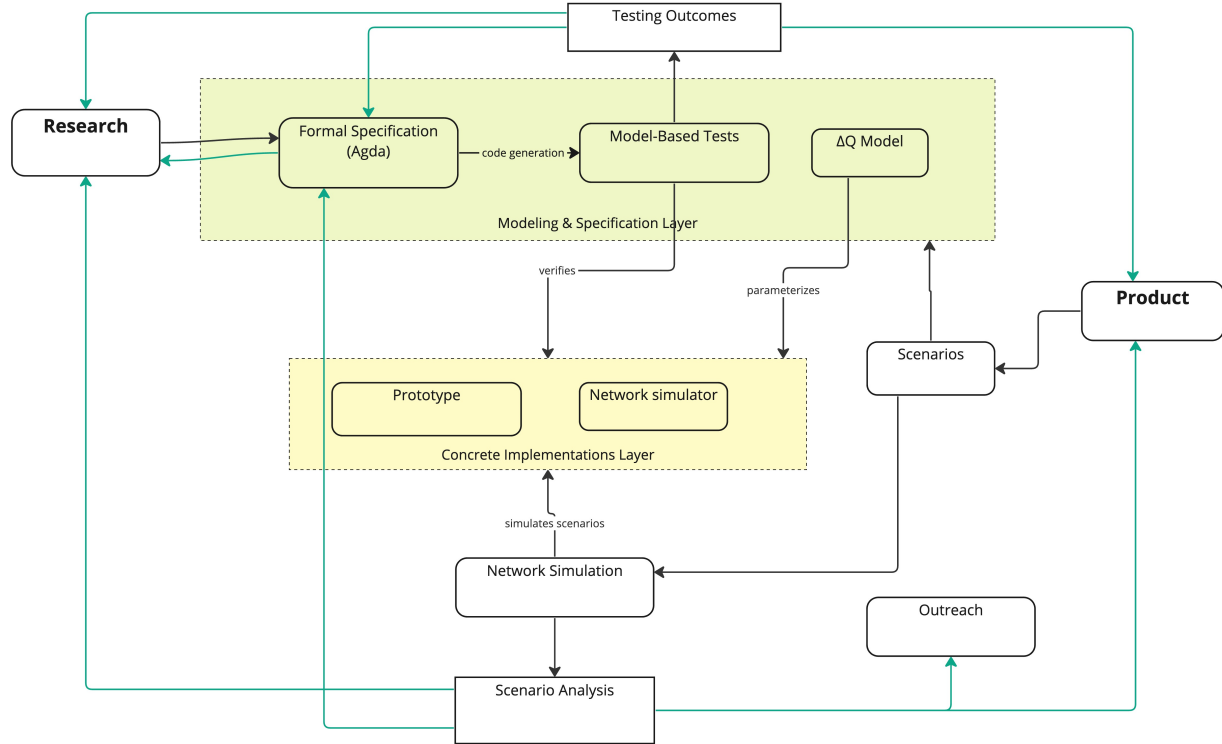 Testing Outcomes
Research
Formal Specification
(Agda)
code generation
Model-Based Tests
ΔQ Model
Modeling & Specification Layer
verifies
parameterizes
Product
Scenarios
Prototype
Network simulator
Concrete Implementations Layer
simulates scenarios
Network Simulation
Outreach
Scenario Analysis